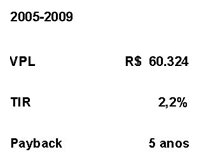 2005-2009
VPL R$ 60.324
TIR 2,2%
Payback 5 anos